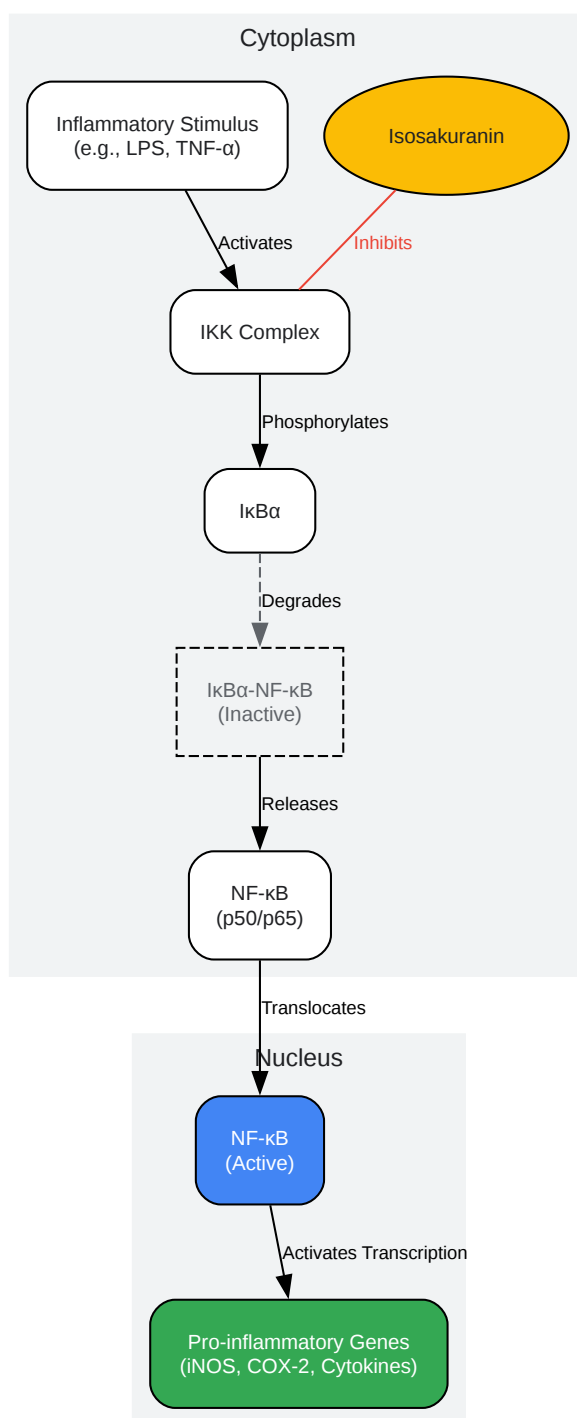 Cytoplasm
Inflammatory Stimulus
(e.g., LPS, TNF-α)
Isosakuranin
Activates
Inhibits
IKK Complex
Phosphorylates
IκBα
Degrades
IκBα-NF-κB
(Inactive)
Releases
NF-κB
(p50/p65)
Translocates
Nucleus
NF-κB
(Active)
Activates Transcription
Pro-inflammatory Genes
(iNOS, COX-2, Cytokines)